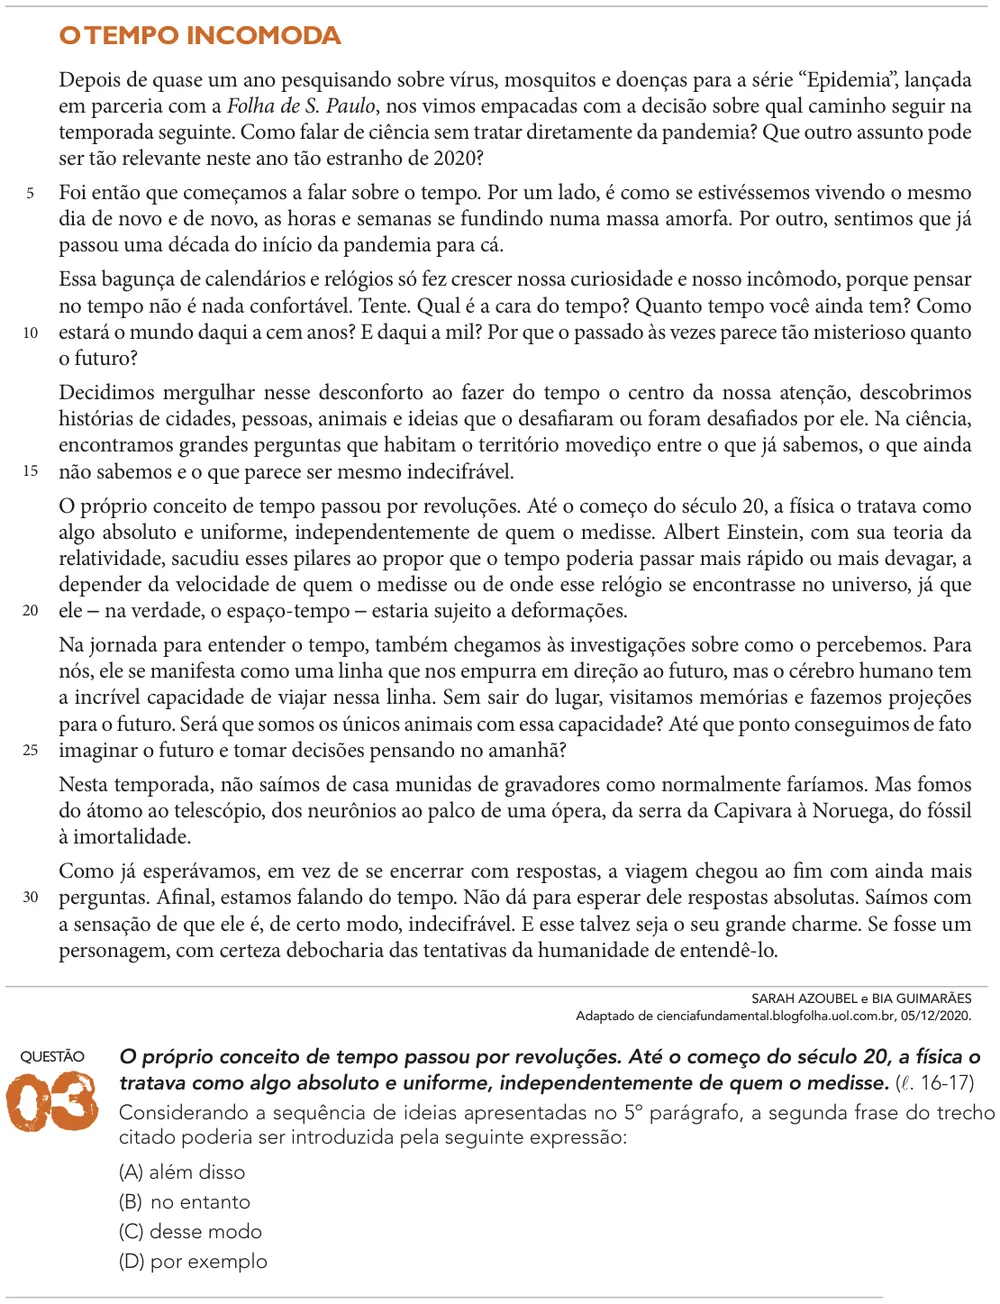 O TEMPO INCOMODA
Depois de quase um ano pesquisando sobre vírus, mosquitos e doenças para a série “Epidemia”, lançada
em parceria com a Folha de S. Paulo, nos vimos empacadas com a decisão sobre qual caminho seguir na
temporada seguinte. Como falar de ciência sem tratar diretamente da pandemia? Que outro assunto pode
ser tão relevante neste ano tão estranho de 2020?
5 Foi então que começamos a falar sobre o tempo. Por um lado, é como se estivéssemos vivendo o mesmo
dia de novo e de novo, as horas e semanas se fundindo numa massa amorfa. Por outro, sentimos que já
passou uma década do início da pandemia para cá.
Essa bagunça de calendários e relógios só fez crescer nossa curiosidade e nosso incômodo, porque pensar
no tempo não é nada confortável. Tente. Qual é a cara do tempo? Quanto tempo você ainda tem? Como
10 estará o mundo daqui a cem anos? E daqui a mil? Por que o passado às vezes parece tão misterioso quanto
o futuro?
Decidimos mergulhar nesse desconforto ao fazer do tempo o centro da nossa atenção, descobrimos
histórias de cidades, pessoas, animais e ideias que o desafiaram ou foram desafiados por ele. Na ciência,
encontramos grandes perguntas que habitam o território movediço entre o que já sabemos, o que ainda
15 não sabemos e o que parece ser mesmo indecifrável.
O próprio conceito de tempo passou por revoluções. Até o começo do século 20, a física o tratava como
algo absoluto e uniforme, independentemente de quem o medisse. Albert Einstein, com sua teoria da
relatividade, sacudiu esses pilares ao propor que o tempo poderia passar mais rápido ou mais devagar, a
depender da velocidade de quem o medisse ou de onde esse relógio se encontrasse no universo, já que
20 ele – na verdade, o espaço-tempo – estaria sujeito a deformações.
Na jornada para entender o tempo, também chegamos às investigações sobre como o percebemos. Para
nós, ele se manifesta como uma linha que nos empurra em direção ao futuro, mas o cérebro humano tem
a incrível capacidade de viajar nessa linha. Sem sair do lugar, visitamos memórias e fazemos projeções
para o futuro. Será que somos os únicos animais com essa capacidade? Até que ponto conseguimos de fato
25 imaginar o futuro e tomar decisões pensando no amanhã?
Nesta temporada, não saímos de casa munidas de gravadores como normalmente faríamos. Mas fomos
do átomo ao telescópio, dos neurônios ao palco de uma ópera, da serra da Capivara à Noruega, do fóssil
à imortalidade.
Como já esperávamos, em vez de se encerrar com respostas, a viagem chegou ao fim com ainda mais
30 perguntas. Afinal, estamos falando do tempo. Não dá para esperar dele respostas absolutas. Saímos com
a sensação de que ele é, de certo modo, indecifrável. E esse talvez seja o seu grande charme. Se fosse um
personagem, com certeza debocharia das tentativas da humanidade de entendê-lo.
SARAH AZOUBEL e BIA GUIMARÃES
Adaptado de cienciafundamental.blogfolha.uol.com.br, 05/12/2020.
QUESTÃO
03
O próprio conceito de tempo passou por revoluções. Até o começo do século 20, a física o
tratava como algo absoluto e uniforme, independentemente de quem o medisse. (ℓ. 16-17)
Considerando a sequência de ideias apresentadas no 5º parágrafo, a segunda frase do trecho
citado poderia ser introduzida pela seguinte expressão:
(A) além disso
(B) no entanto
(C) desse modo
(D) por exemplo